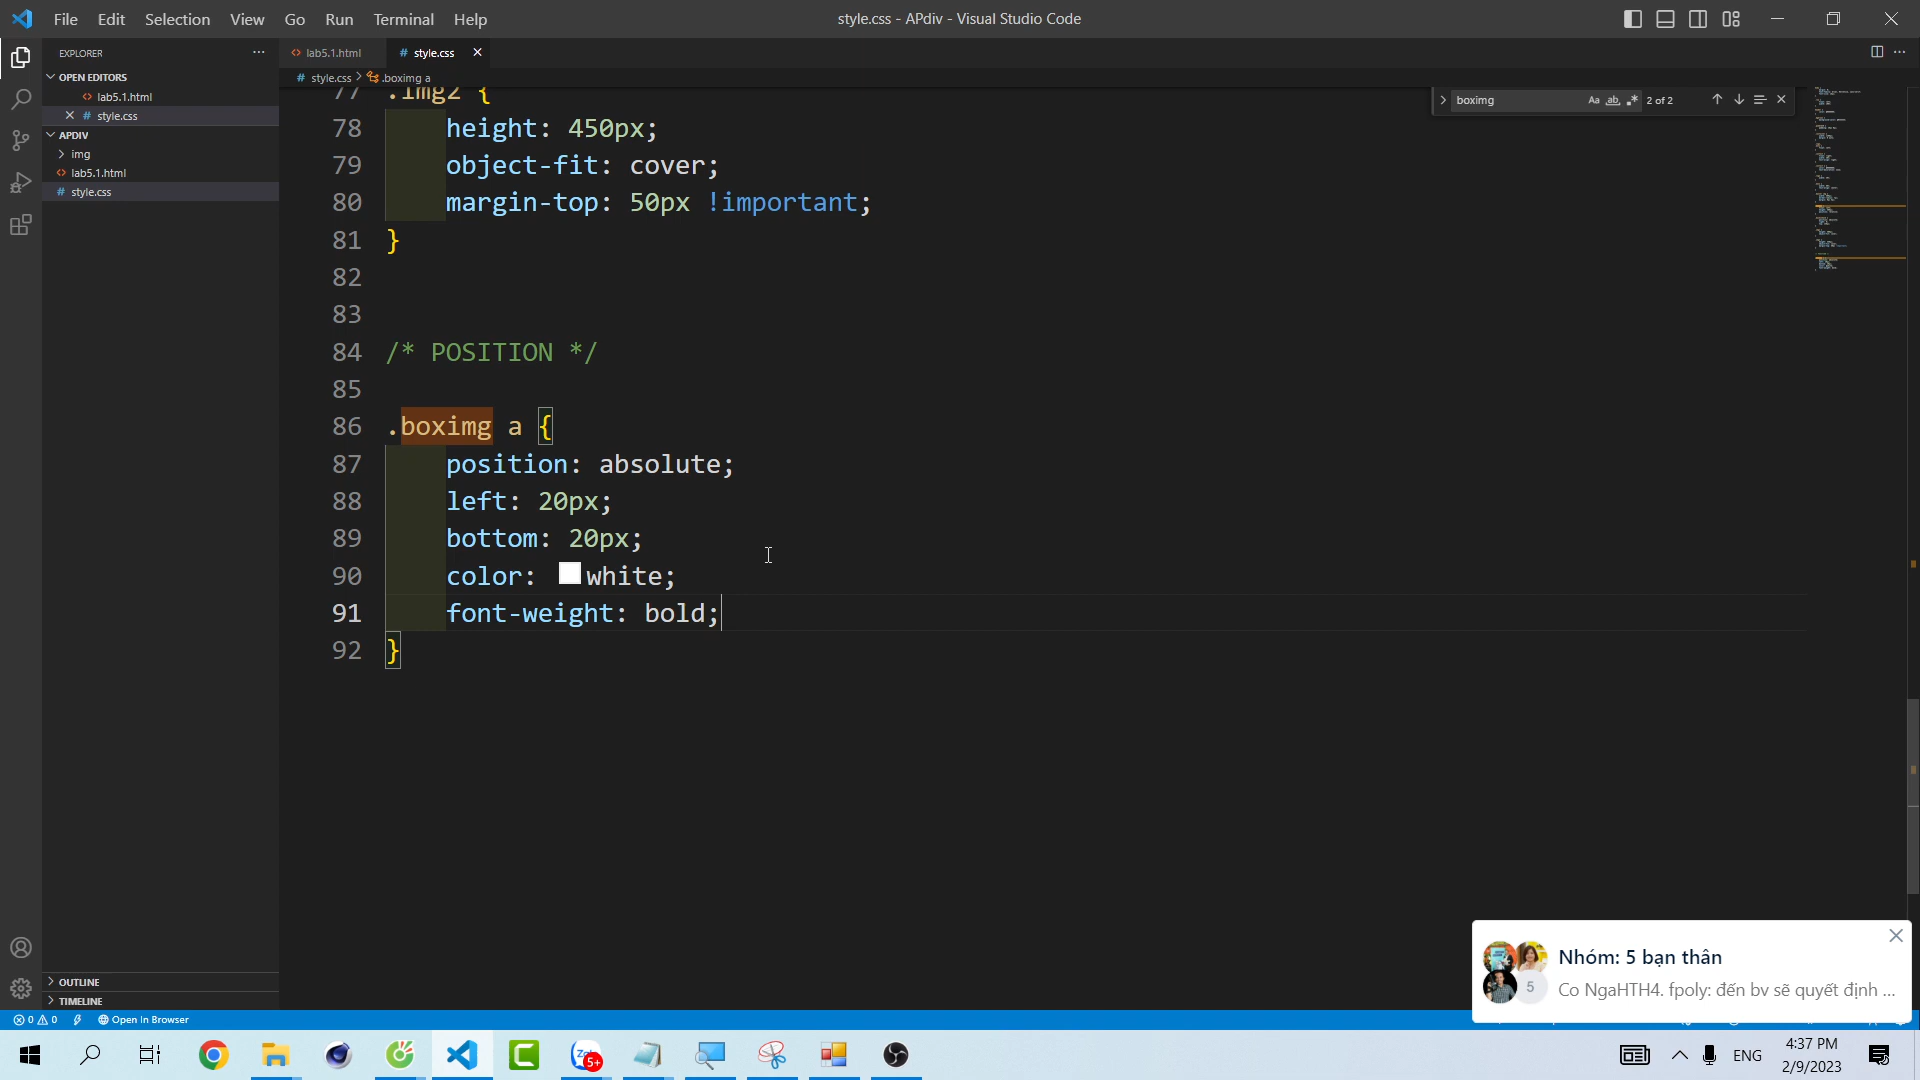 File Edit Selection View Go Run Terminal Help
style.css - APdiv - Visual Studio Code
EXPLORER
OPEN EDITORS
lab5.1.html
# style.css
APDIV
img
lab5.1.html
# style.css
OUTLINE
TIMELINE
lab5.1.html
# style.css
# style.css > .boximg a
boximg
Aa ab
2 of 2
77 .img2 {
78 height: 450px;
79 object-fit: cover;
80 margin-top: 50px !important;
81 }
82
83
84 /* POSITION */
85
86 .boximg a {
87 position: absolute;
88 left: 20px;
89 bottom: 20px;
90 color: white;
91 font-weight: bold;
92 }
Nhóm: 5 bạn thân
5
Co NgaHTH4. fpoly: đến bv sẽ quyết định ...
0 0
Open In Browser
5+
ENG
4:37 PM
2/9/2023